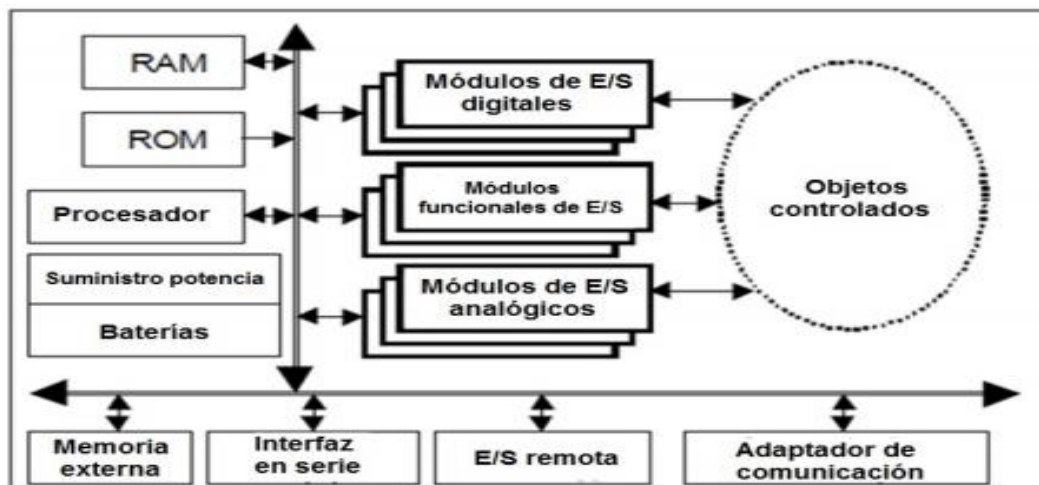 RAM
ROM
Procesador
Suministro potencia
Baterías
Módulos de E/S
digitales
Módulos
funcionales de E/S
Módulos de E/S
analógicos
Objetos
controlados
Memoria
externa
Interfaz
en serie
E/S remota
Adaptador de
comunicación